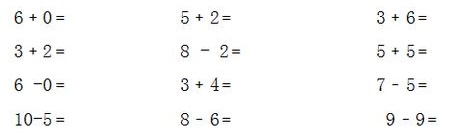 6 + 0 = 5 + 2 = 3 + 6 =
3 + 2 = 8 - 2 = 5 + 5 =
6 -0 = 3 + 4 = 7 - 5 =
10-5 = 8 - 6 = 9 - 9 =